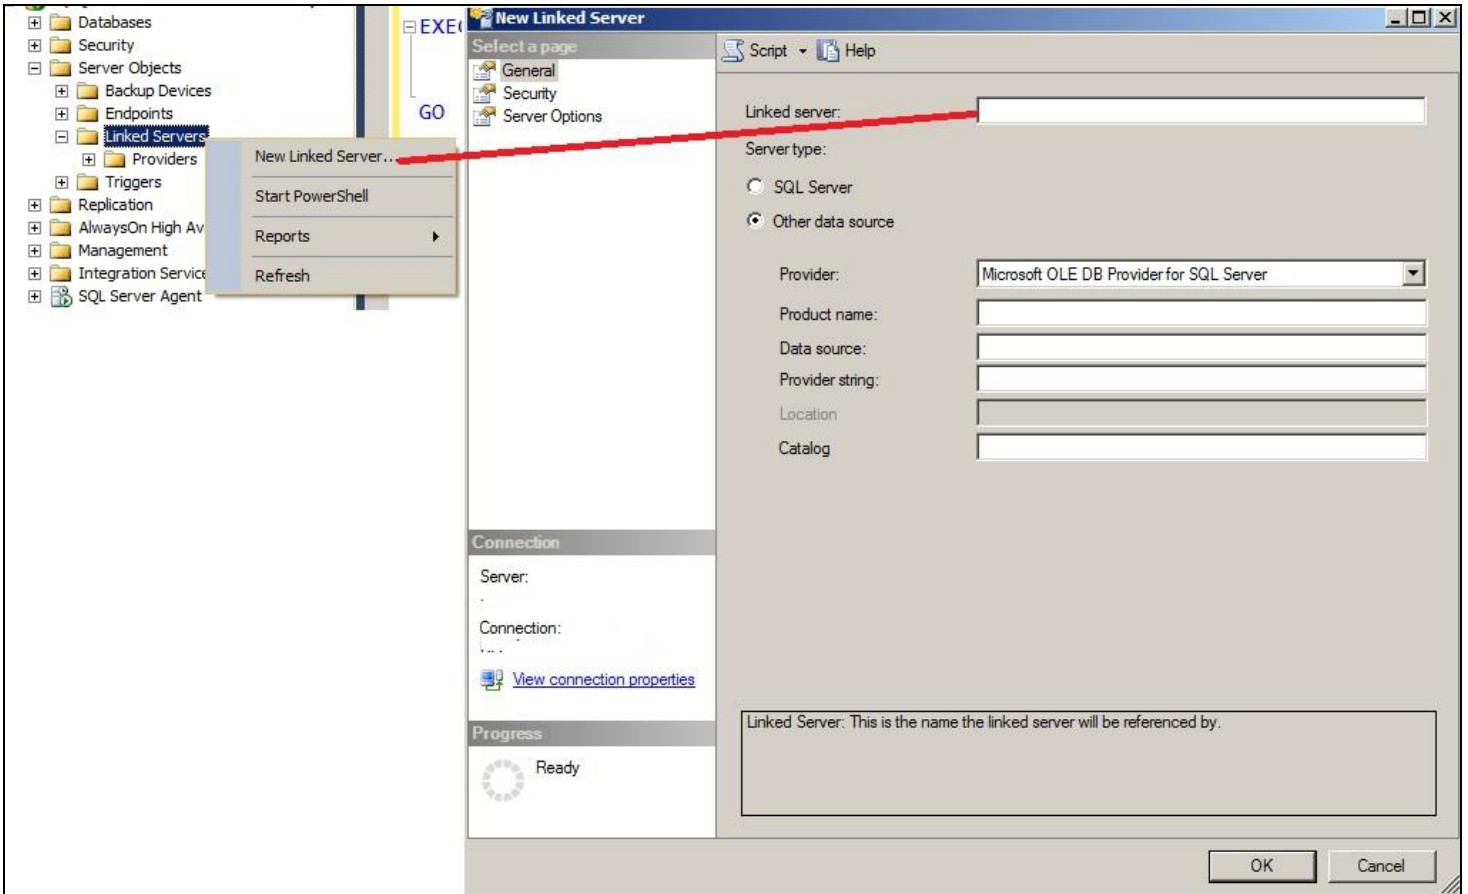 Databases
Security
Server Objects
Backup Devices
Endpoints
Linked Servers
Providers
Triggers
Replication
AlwaysOn High Av
Management
Integration Service
SQL Server Agent
EXE
GO
New Linked Server...
Start PowerShell
Reports
Refresh
New Linked Server
Select a page
General
Security
Server Options
Script
Help
Linked server:
Server type:
SQL Server
Other data source
Provider:
Microsoft OLE DB Provider for SQL Server
Product name:
Data source:
Provider string:
Location
Catalog
Connection
Server:
.
Connection:
View connection properties
Progress
Ready
Linked Server: This is the name the linked server will be referenced by.
OK
Cancel